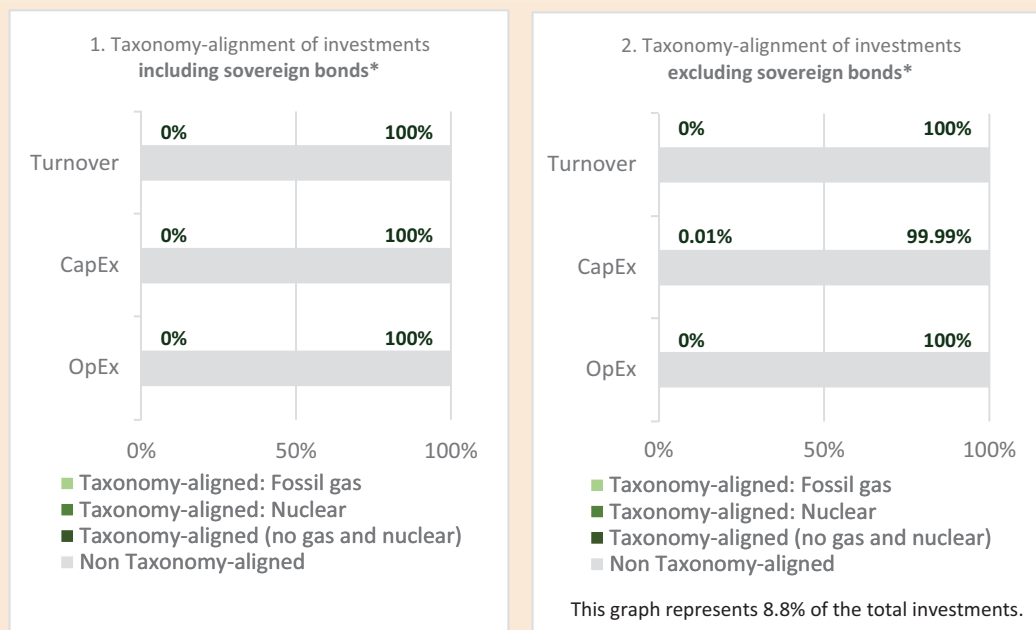 1. Taxonomy-alignment of investments
including sovereign bonds*
0% 100%
Turnover
0% 100%
CapEx
0% 100%
OpEx
0% 50% 100%
Taxonomy-aligned: Fossil gas
Taxonomy-aligned: Nuclear
Taxonomy-aligned (no gas and nuclear)
Non Taxonomy-aligned
2. Taxonomy-alignment of investments
excluding sovereign bonds*
0% 100%
Turnover
0.01% 99.99%
CapEx
0% 100%
OpEx
0% 50% 100%
Taxonomy-aligned: Fossil gas
Taxonomy-aligned: Nuclear
Taxonomy-aligned (no gas and nuclear)
Non Taxonomy-aligned
This graph represents 8.8% of the total investments.